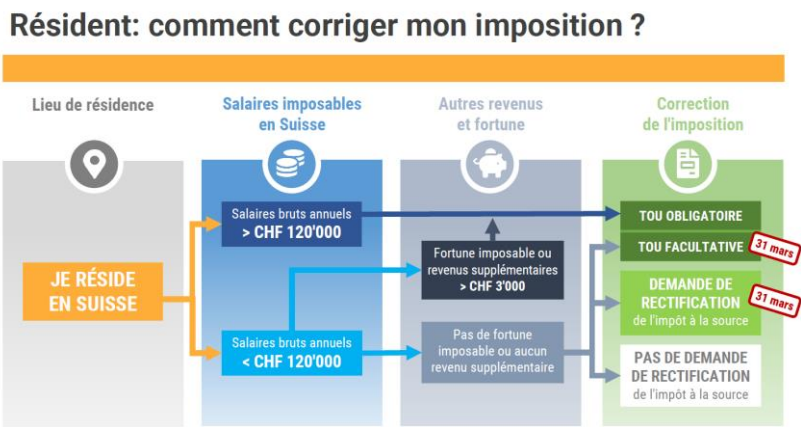 Résident: comment corriger mon imposition ?
Lieu de résidence
Salaires imposables
en Suisse
Autres revenus
et fortune
Correction
de l'imposition
JE RÉSIDE
EN SUISSE
Salaires bruts annuels
> CHF 120'000
Salaires bruts annuels
< CHF 120'000
Fortune imposable ou
revenus supplémentaires
> CHF 3'000
Pas de fortune
imposable ou aucun
revenu supplémentaire
TOU OBLIGATOIRE
TOU FACULTATIVE
31 mars
DEMANDE DE
RECTIFICATION
de l'impôt à la source
31 mars
PAS DE DEMANDE
DE RECTIFICATION
de l'impôt à la source